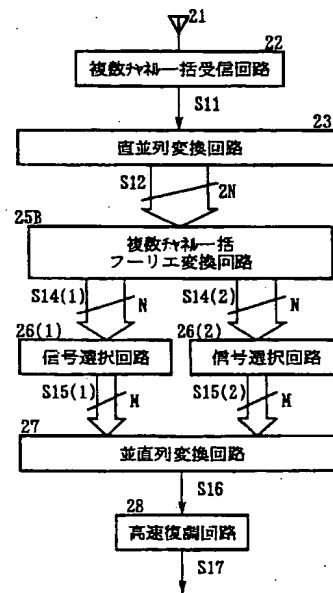 21
22
複数ﾁｬﾈﾙ一括受信回路
S11
23
直並列変換回路
S12
2N
25B
複数ﾁｬﾈﾙ一括
フーリエ変換回路
S14(1)
N
S14(2)
N
26(1)
26(2)
信号選択回路
信号選択回路
S15(1)
M
S15(2)
M
27
並直列変換回路
S16
28
高速復調回路
S17